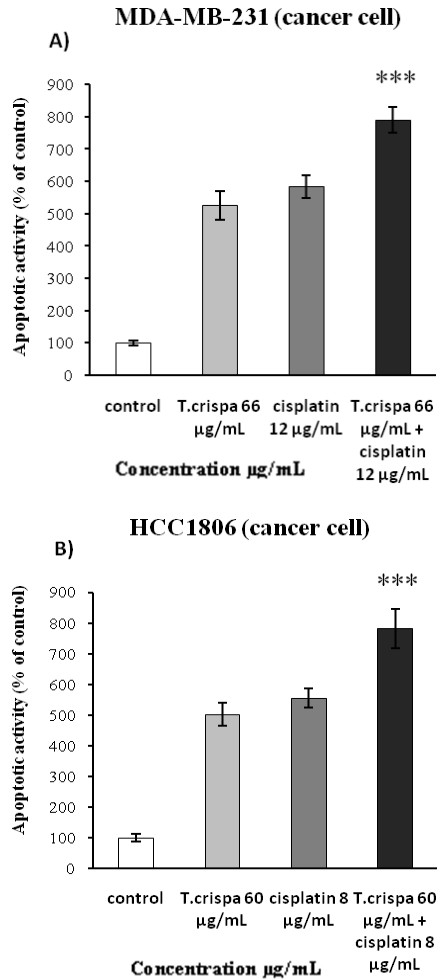 MDA-MB-231 (cancer cell)
A)
***
Apoptotic activity (% of control)
900
800
700
600
500
400
300
200
100
0
control
T.crispa 66
µg/mL
cisplatin
12 µg/mL
T.crispa 66
µg/mL +
cisplatin
12 µg/mL
Concentration µg/mL
HCC1806 (cancer cell)
B)
***
Apoptotic activity (% of control)
900
800
700
600
500
400
300
200
100
0
control
T.crispa 60
µg/mL
cisplatin 8
µg/mL
T.crispa 60
µg/mL +
cisplatin 8
µg/mL
Concentration µg/mL